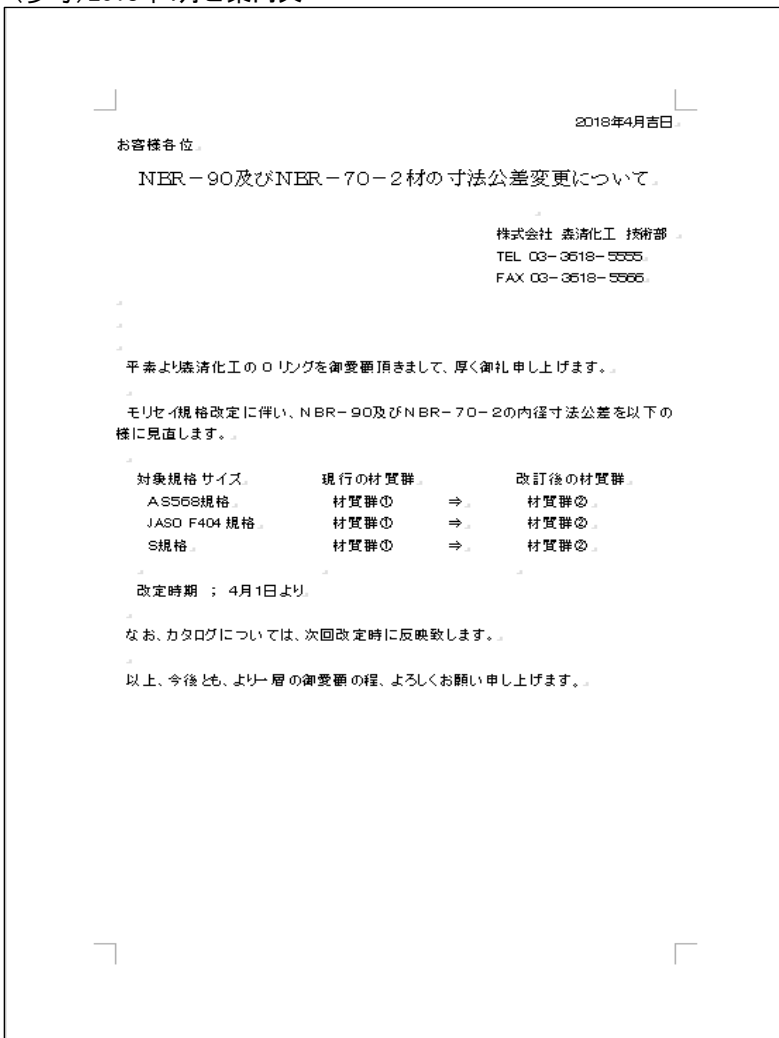 2018年4月吉日
お客様各位
NBR－90及びNBR－70－2材の寸法公差変更について
株式会社 森清化工 技術部
TEL 03－3618－5555
FAX 03－3618－5566
平素より森清化工のOリングを御愛顧頂きまして、厚く御礼申し上げます。
モリセイ規格改定に伴い、NBR－90及びNBR－70－2の内径寸法公差を以下の
様に見直します。
対象規格サイズ 現行の材質群 改訂後の材質群
AS568規格 材質群① ⇒ 材質群②
JASO F404 規格 材質群① ⇒ 材質群②
S規格 材質群① ⇒ 材質群②
改定時期 ； 4月1日より
なお、カタログについては、次回改定時に反映致します。
以上、今後とも、より一層の御愛顧の程、よろしくお願い申し上げます。